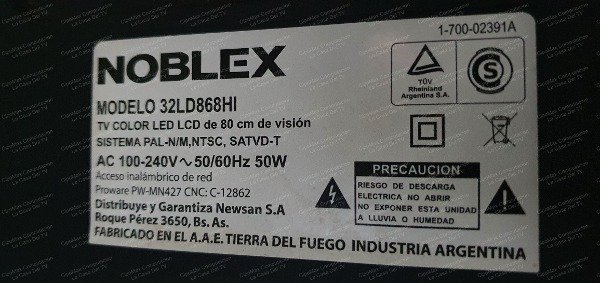 1-700-02391A
NOBLEX
MODELO 32LD868HI
TV COLOR LED LCD de 80 cm de visión
SISTEMA PAL-N/M,NTSC, SATVD-T
AC 100-240V~50/60Hz 50W
Acceso inalámbrico de red
Proware PW-MN427 CNC: C-12862
Distribuye y Garantiza Newsan S.A
Roque Pérez 3650, Bs. As.
FABRICADO EN EL A.A.E. TIERRA DEL FUEGO INDUSTRIA ARGENTINA
TÜV
Rheinland
Argentina S.A.
S
PRECAUCION
RIESGO DE DESCARGA
ELECTRICA NO ABRIR
NO EXPONER ESTA UNIDAD
A LLUVIA O HUMEDAD